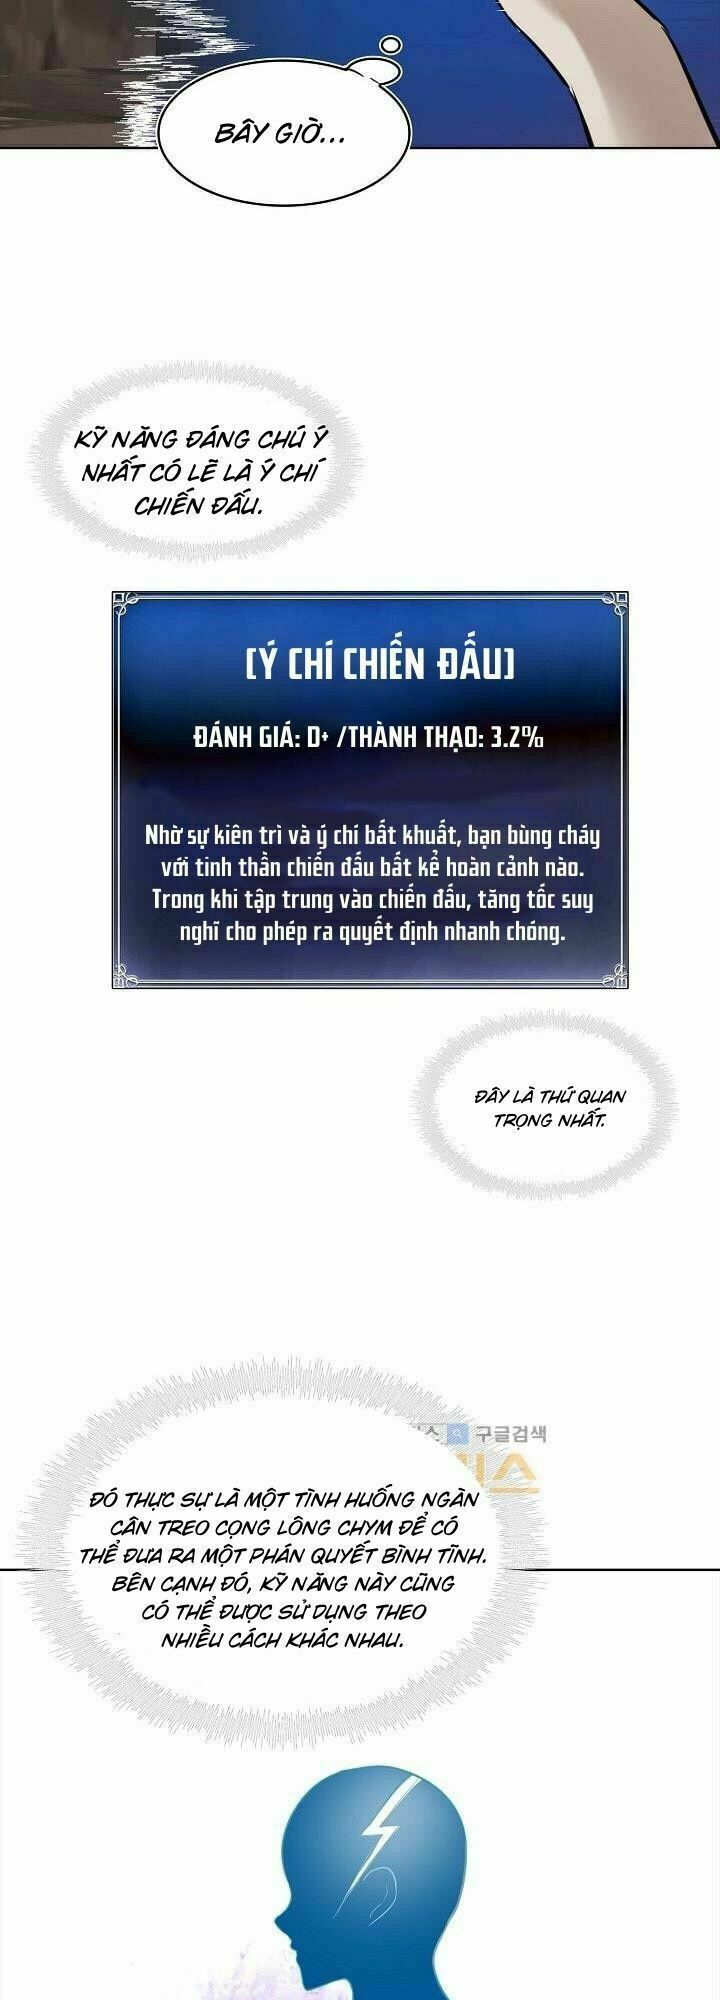 BÂY GIỜ...
KỸ NĂNG ĐÁNG CHÚ Ý
NHẤT CÓ LẼ LÀ Ý CHÍ
CHIẾN ĐẤU.
[Ý CHÍ CHIẾN ĐẤU]
ĐÁNH GIÁ: D+ /THÀNH THẠO: 3.2%
Nhờ sự kiên trì và ý chí bất khuất, bạn bùng cháy
với tinh thần chiến đấu bất kể hoàn cảnh nào.
Trong khi tập trung vào chiến đấu, tăng tốc suy
nghĩ cho phép ra quyết định nhanh chóng.
ĐÂY LÀ THỨ QUAN
TRỌNG NHẤT.
구글검색
ĐÓ THỰC SỰ LÀ MỘT TÌNH HUỐNG NGÀN
CÂN TREO CỌNG LÔNG CHYM ĐỂ CÓ
THỂ ĐƯA RA MỘT PHÁN QUYẾT BÌNH TĨNH.
BÊN CẠNH ĐÓ, KỸ NĂNG NÀY CŨNG
CÓ THỂ ĐƯỢC SỬ DỤNG THEO
NHIỀU CÁCH KHÁC NHAU.